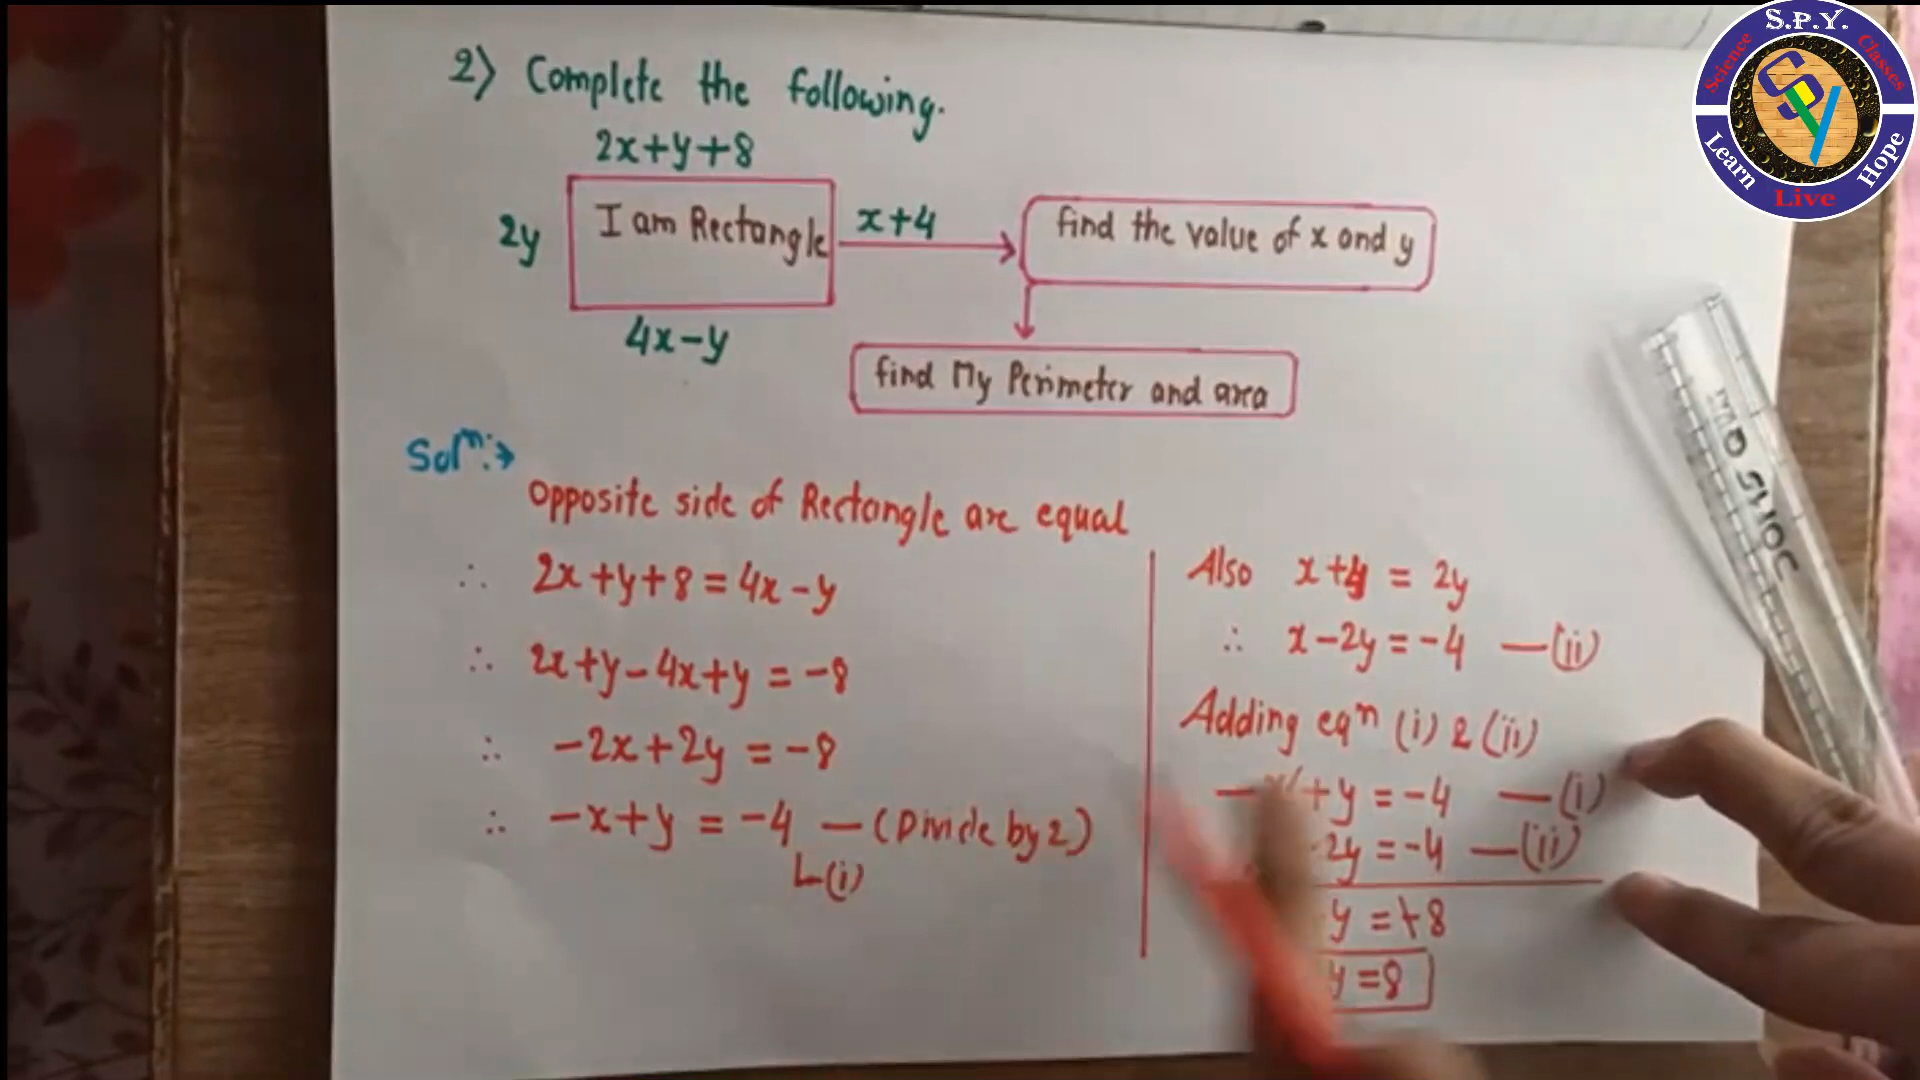 2) Complete the following.
2x+y+8
2y
I am Rectangle
x+4
find the value of x and y
4x-y
find My Perimeter and area
Solⁿ:→
Opposite side of Rectangle are equal
∴ 2x+y+8=4x-y
∴ 2x+y-4x+y=-8
∴ -2x+2y=-8
∴ -x+y=-4 —(Divide by 2)
(i)
Also x+4 = 2y
∴ x-2y=-4 —(ii)
Adding eqⁿ (i) & (ii)
-x+y=-4 —(i)
-2y=-4 —(ii)
y=+8
y=8
S.P.Y.
Science
Classes
SPY
Learn
Live
Hope